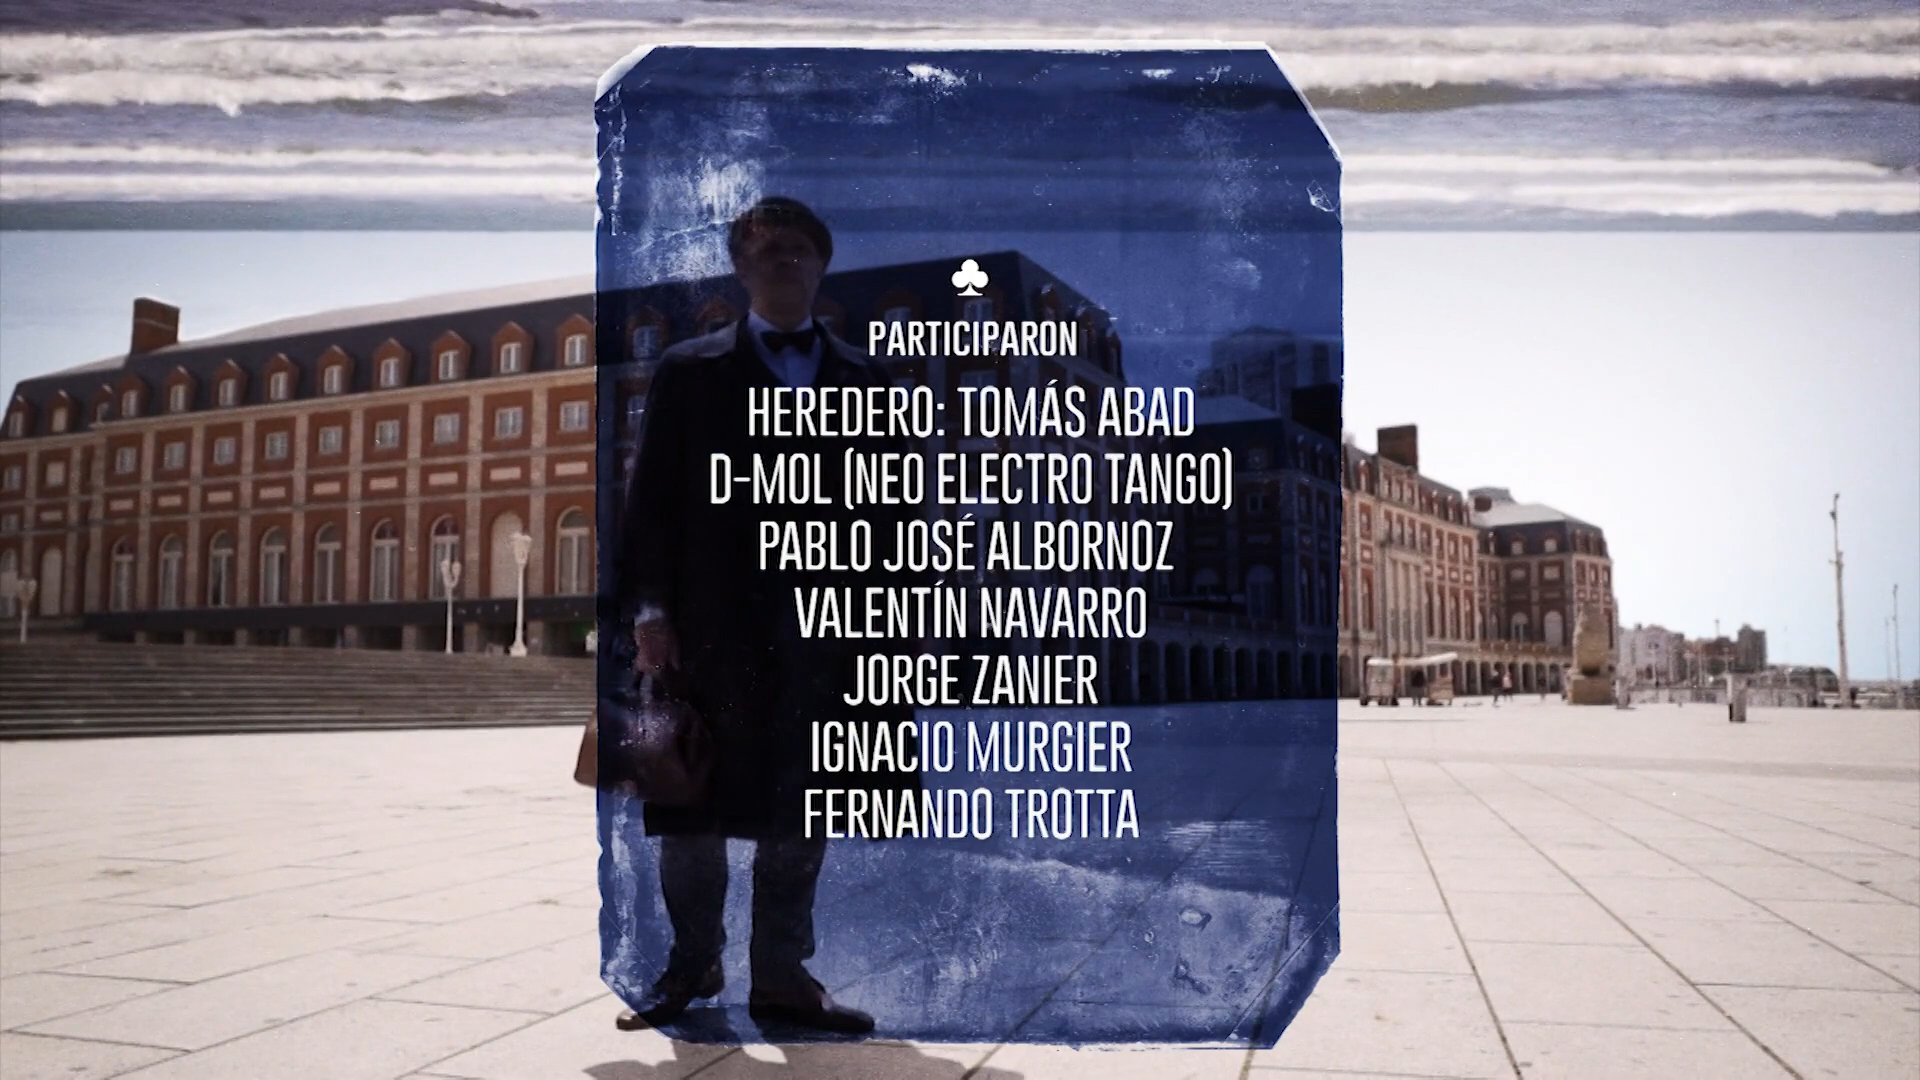 PARTICIPARON
HEREDERO: TOMÁS ABAD
D-MOL (NEO ELECTRO TANGO)
PABLO JOSÉ ALBORNOZ
VALENTÍN NAVARRO
JORGE ZANIER
IGNACIO MURGIER
FERNANDO TROTTA